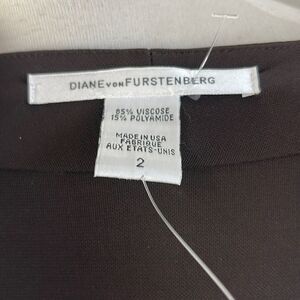 DIANE VON FURSTENBERG
85% VISCOSE
15% POLYAMIDE
MADE IN USA
FABRIQUE
AUX ETATS-UNIS
2